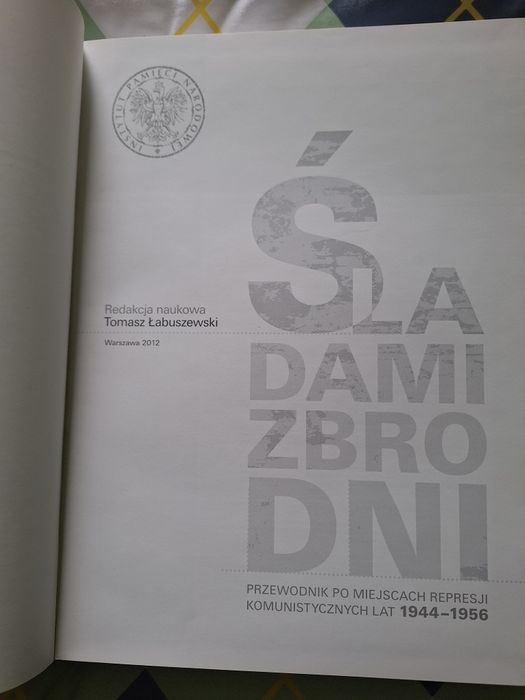 INSTYTUT PAMIĘCI NARODOWEJ
Redakcja naukowa
Tomasz Łabuszewski
Warszawa 2012
ŚLA
DAMI
ZBRO
DNI
PRZEWODNIK PO MIEJSCACH REPRESJI
KOMUNISTYCZNYCH LAT 1944–1956